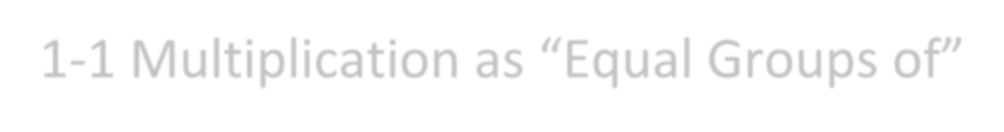 1-1 Multiplication as “Equal Groups of”